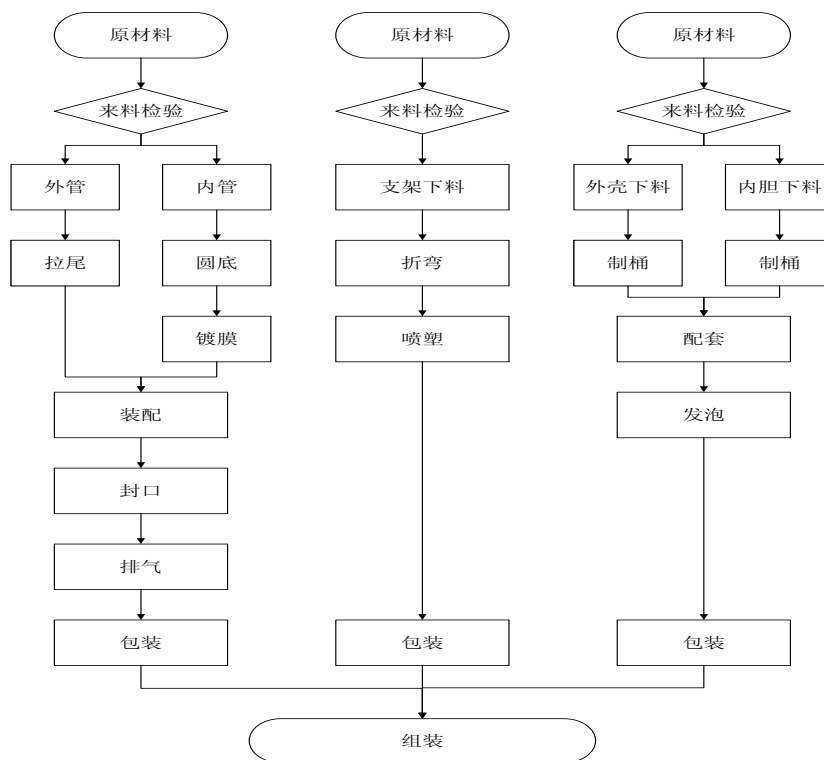 原材料
原材料
原材料
来料检验
来料检验
来料检验
外管
内管
支架下料
外壳下料
内胆下料
拉尾
圆底
折弯
制桶
制桶
镀膜
喷塑
配套
装配
发泡
封口
排气
包装
包装
包装
组装